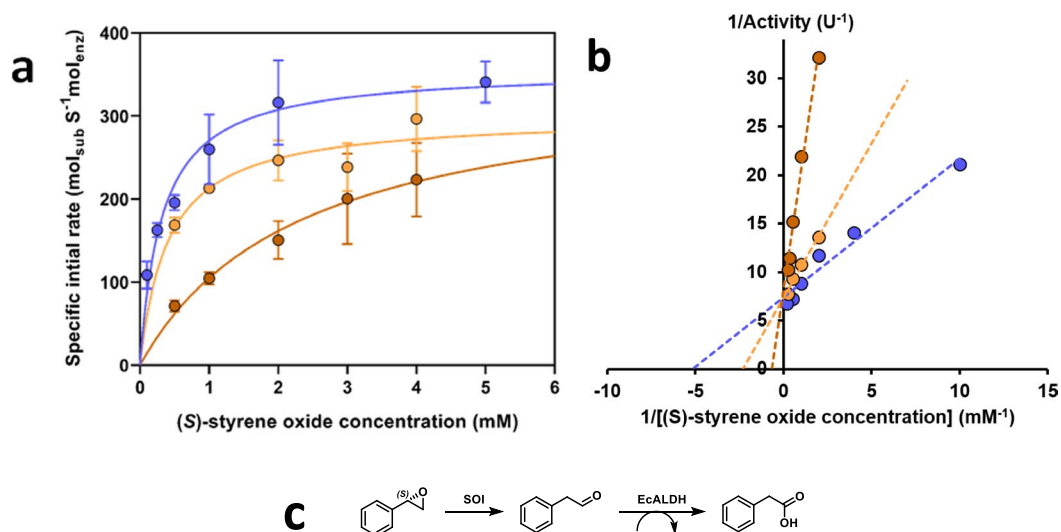 a
400
300
200
100
0
Specific intial rate (mol_sub S⁻¹mol_enz)
0 1 2 3 4 5 6
(S)-styrene oxide concentration (mM)
b
1/Activity (U⁻¹)
30
25
20
15
10
5
0
-10 -5 0 5 10 15
1/[(S)-styrene oxide concentration] (mM⁻¹)
c
(S)
O
SOI
O
EcALDH
O
OH